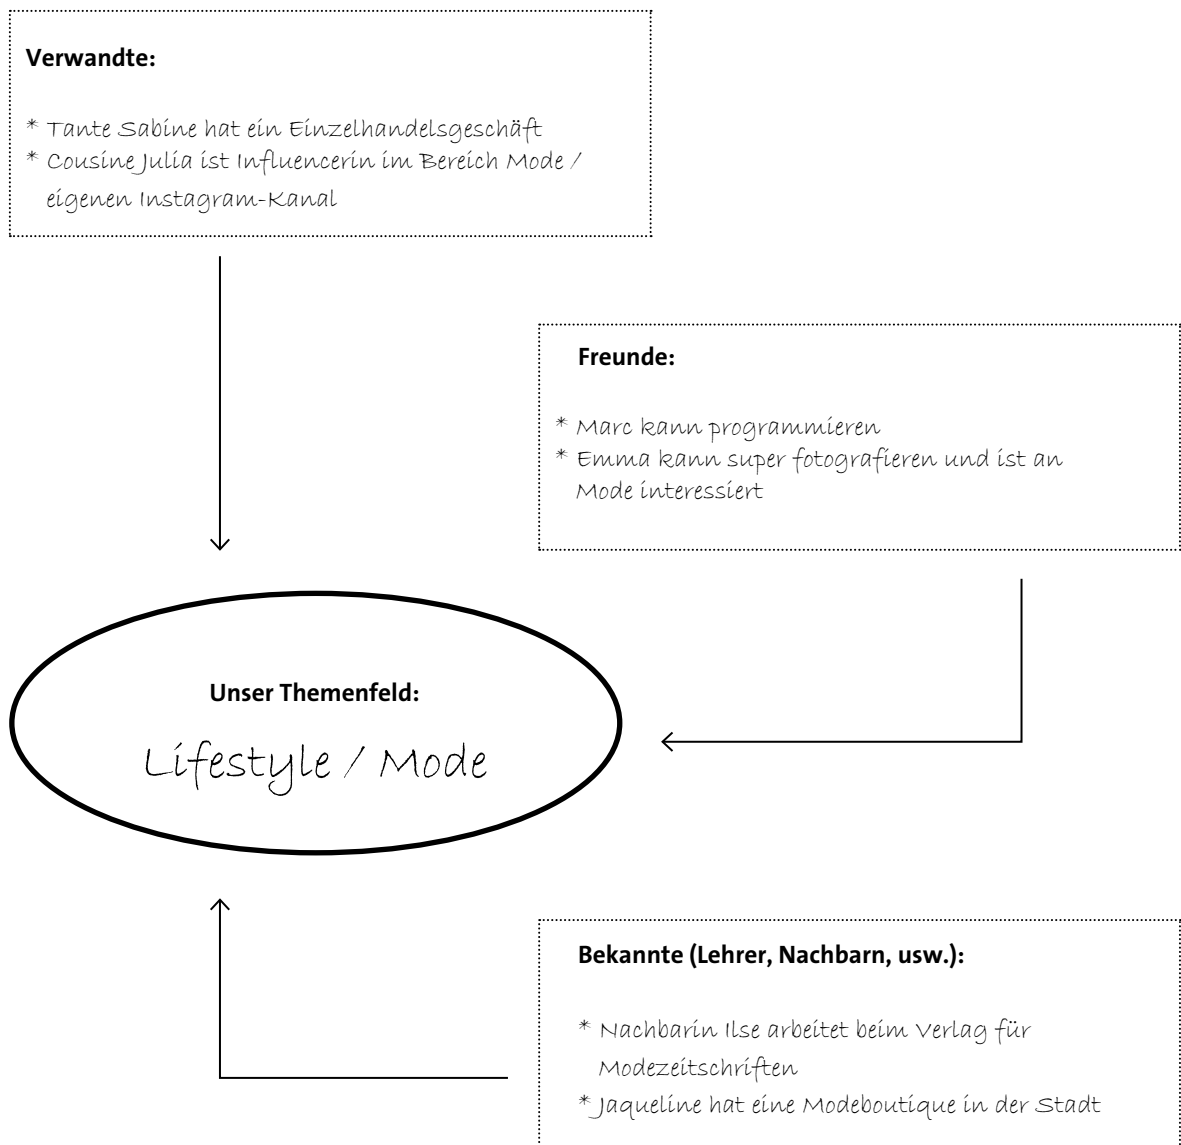 Verwandte:
* Tante Sabine hat ein Einzelhandelsgeschäft
* Cousine Julia ist Influencerin im Bereich Mode /
eigenen Instagram-Kanal
Freunde:
* Marc kann programmieren
* Emma kann super fotografieren und ist an
Mode interessiert
Unser Themenfeld:
Lifestyle / Mode
Bekannte (Lehrer, Nachbarn, usw.):
* Nachbarin Ilse arbeitet beim Verlag für
Modezeitschriften
* Jaqueline hat eine Modeboutique in der Stadt